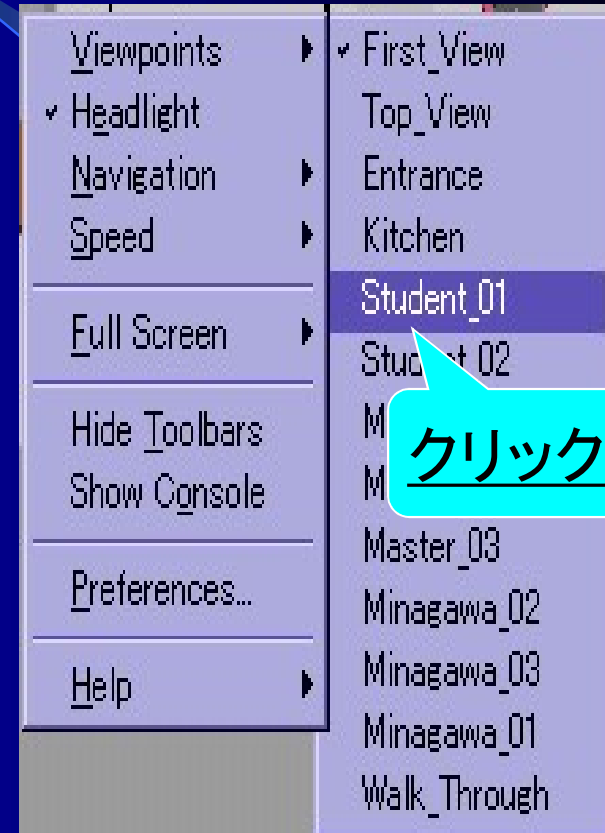 Viewpoints
Headlight
Navigation
Speed
Full Screen
Hide Toolbars
Show Console
Preferences...
Help
First_View
Top_View
Entrance
Kitchen
Student_01
Student_02
Master_03
Minagawa_02
Minagawa_03
Minagawa_01
Walk_Through
クリック